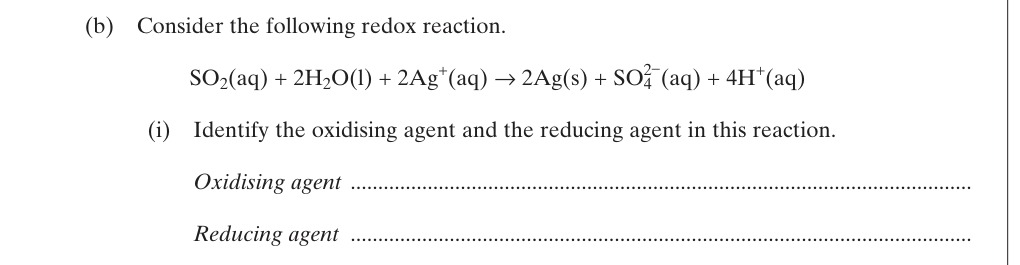 (b) Consider the following redox reaction.
SO₂(aq) + 2H₂O(l) + 2Ag⁺(aq) → 2Ag(s) + SO₄²⁻(aq) + 4H⁺(aq)
(i) Identify the oxidising agent and the reducing agent in this reaction.
Oxidising agent ........................................................................................................
Reducing agent ........................................................................................................